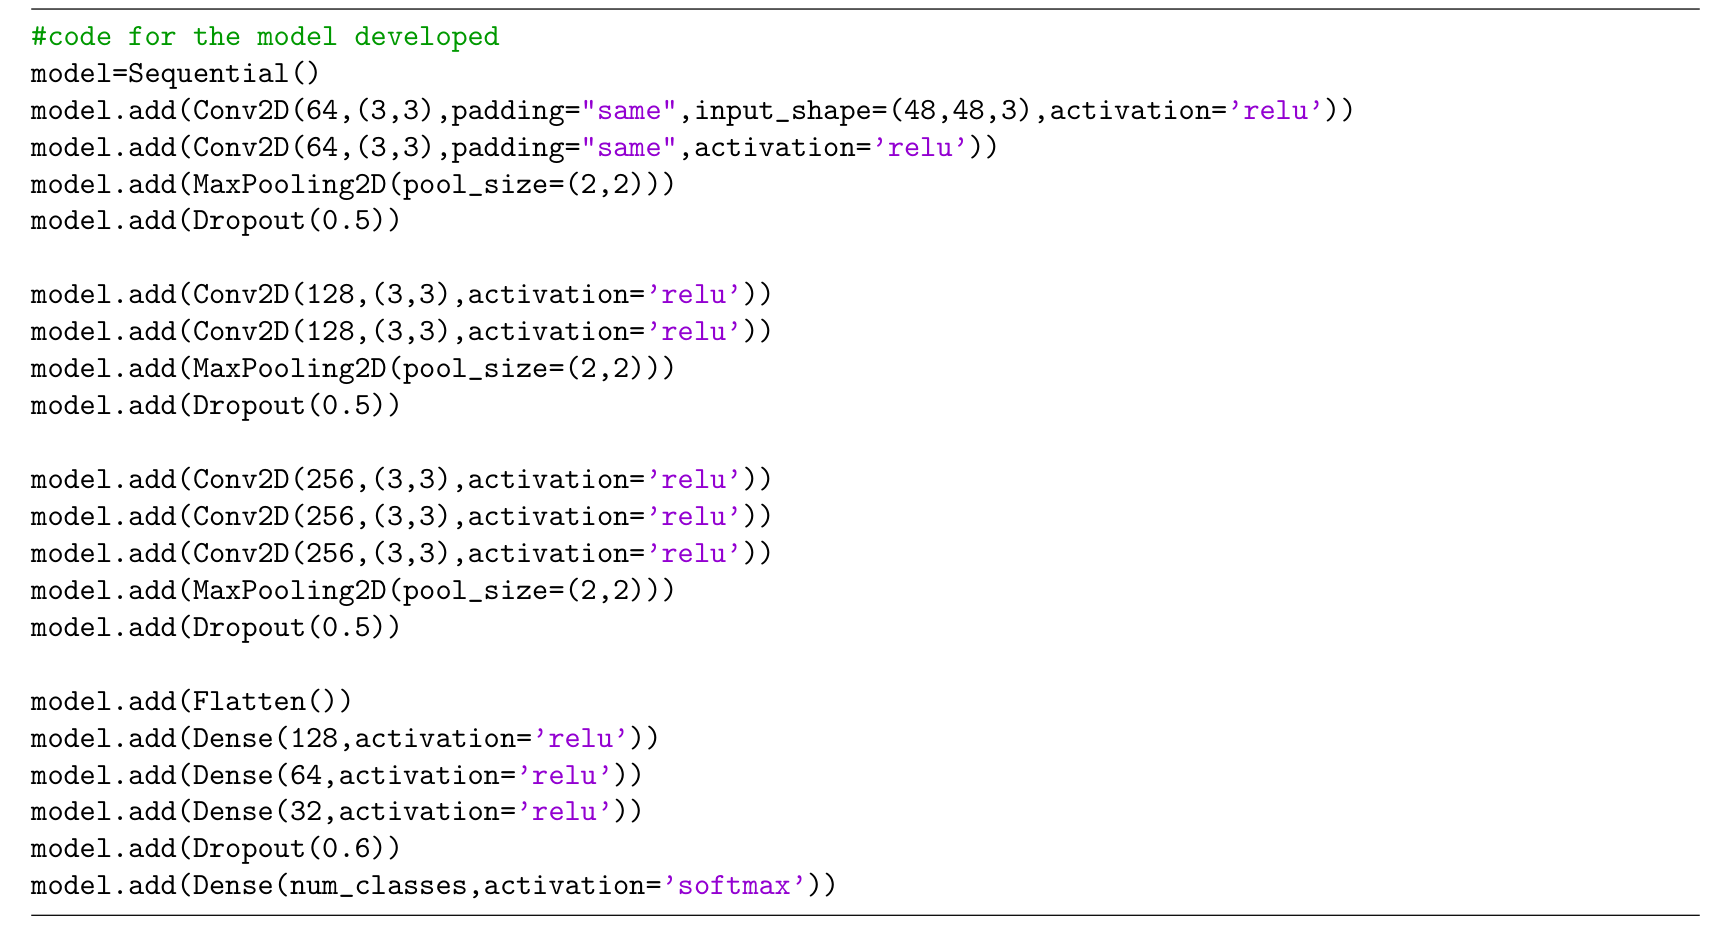 #code for the model developed
model=Sequential()
model.add(Conv2D(64,(3,3),padding="same",input_shape=(48,48,3),activation=’relu’))
model.add(Conv2D(64,(3,3),padding="same",activation=’relu’))
model.add(MaxPooling2D(pool_size=(2,2)))
model.add(Dropout(0.5))

model.add(Conv2D(128,(3,3),activation=’relu’))
model.add(Conv2D(128,(3,3),activation=’relu’))
model.add(MaxPooling2D(pool_size=(2,2)))
model.add(Dropout(0.5))

model.add(Conv2D(256,(3,3),activation=’relu’))
model.add(Conv2D(256,(3,3),activation=’relu’))
model.add(Conv2D(256,(3,3),activation=’relu’))
model.add(MaxPooling2D(pool_size=(2,2)))
model.add(Dropout(0.5))

model.add(Flatten())
model.add(Dense(128,activation=’relu’))
model.add(Dense(64,activation=’relu’))
model.add(Dense(32,activation=’relu’))
model.add(Dropout(0.6))
model.add(Dense(num_classes,activation=’softmax’))